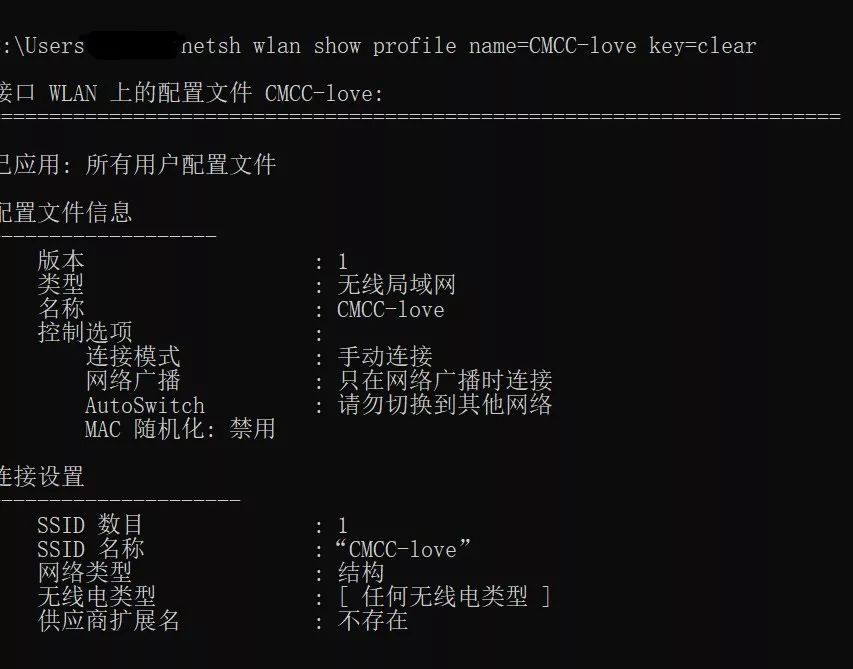 :\Users netsh wlan show profile name=CMCC-love key=clear
接口 WLAN 上的配置文件 CMCC-love:
=======================================================================
已应用: 所有用户配置文件
配置文件信息
-------------------
版本 : 1
类型 : 无线局域网
名称 : CMCC-love
控制选项 :
连接模式 : 手动连接
网络广播 : 只在网络广播时连接
AutoSwitch : 请勿切换到其他网络
MAC 随机化: 禁用
连接设置
---------------------
SSID 数目 : 1
SSID 名称 :“CMCC-love”
网络类型 : 结构
无线电类型 : [ 任何无线电类型 ]
供应商扩展名 : 不存在